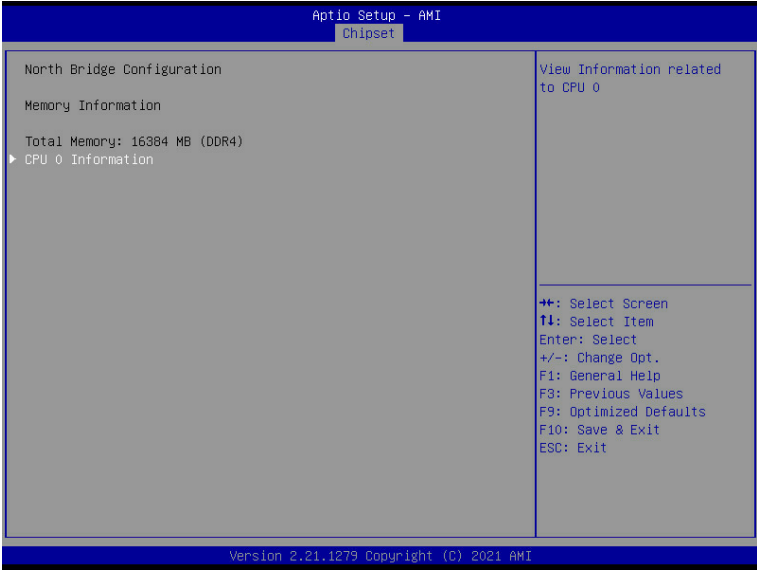 Aptio Setup – AMI
Chipset
North Bridge Configuration
Memory Information
Total Memory: 16384 MB (DDR4)
▶ CPU 0 Information
View Information related
to CPU 0
→←: Select Screen
↑↓: Select Item
Enter: Select
+/-: Change Opt.
F1: General Help
F3: Previous Values
F9: Optimized Defaults
F10: Save & Exit
ESC: Exit
Version 2.21.1279 Copyright (C) 2021 AMI